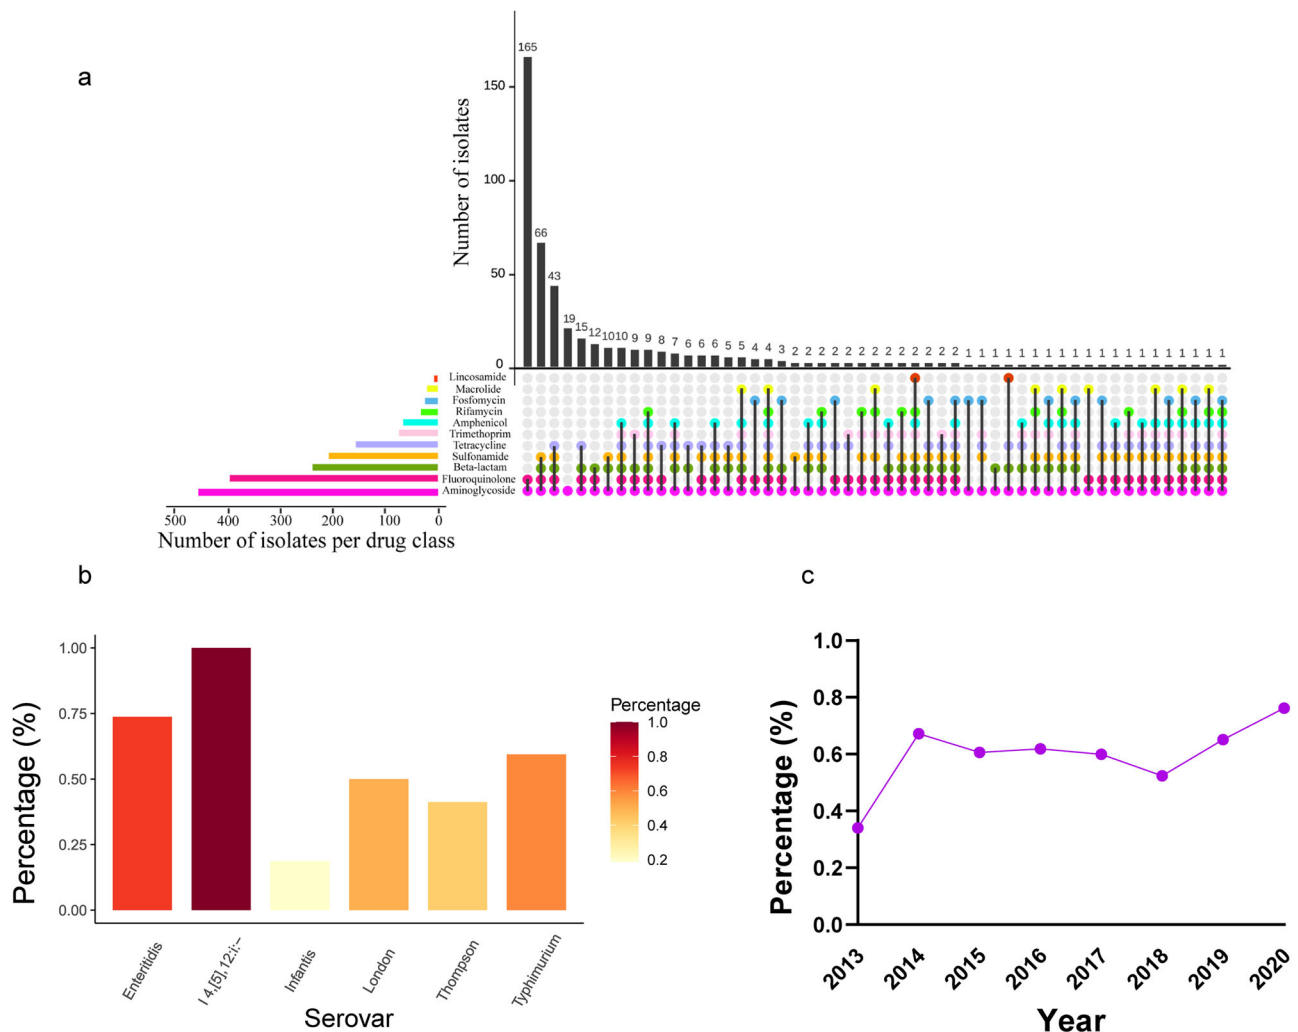 a
Number of isolates
150
100
50
0
165
66
43
19 15 12 10 10 9 9 8 7 6 6 6 5 5 4 4 3 2 2 2 2 2 2 2 2 2 2 2 2 2 1 1 1 1 1 1 1 1 1 1 1 1 1 1 1 1 1 1 1 1
Lincosamide
Macrolide
Fosfomycin
Rifamycin
Amphenicol
Trimethoprim
Tetracycline
Sulfonamide
Beta-lactam
Fluoroquinolone
Aminoglycoside
500 400 300 200 100 0
Number of isolates per drug class
b
Percentage (%)
1.00
0.75
0.50
0.25
0.00
Enteritidis
I 4,[5],12:i:−
Infantis
London
Thompson
Typhimurium
Serovar
Percentage
1.0
0.8
0.6
0.4
0.2
c
Percentage (%)
1.0
0.8
0.6
0.4
0.2
0.0
2013
2014
2015
2016
2017
2018
2019
2020
Year